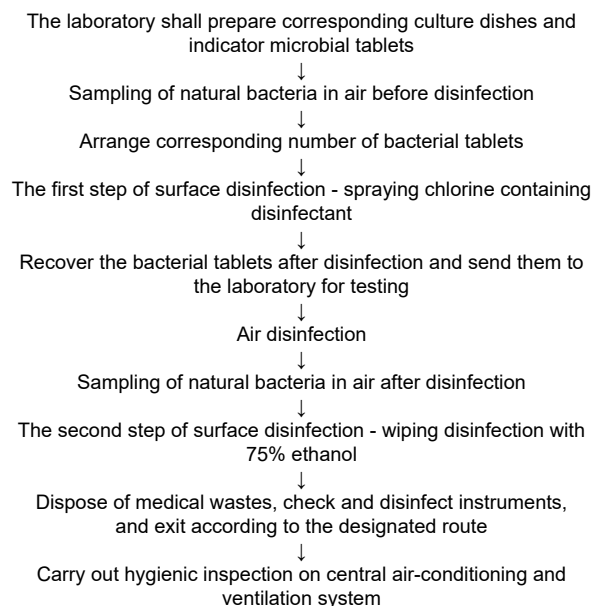 The laboratory shall prepare corresponding culture dishes and
indicator microbial tablets
↓
Sampling of natural bacteria in air before disinfection
↓
Arrange corresponding number of bacterial tablets
↓
The first step of surface disinfection - spraying chlorine containing
disinfectant
↓
Recover the bacterial tablets after disinfection and send them to
the laboratory for testing
↓
Air disinfection
↓
Sampling of natural bacteria in air after disinfection
↓
The second step of surface disinfection - wiping disinfection with
75% ethanol
↓
Dispose of medical wastes, check and disinfect instruments,
and exit according to the designated route
↓
Carry out hygienic inspection on central air-conditioning and
ventilation system